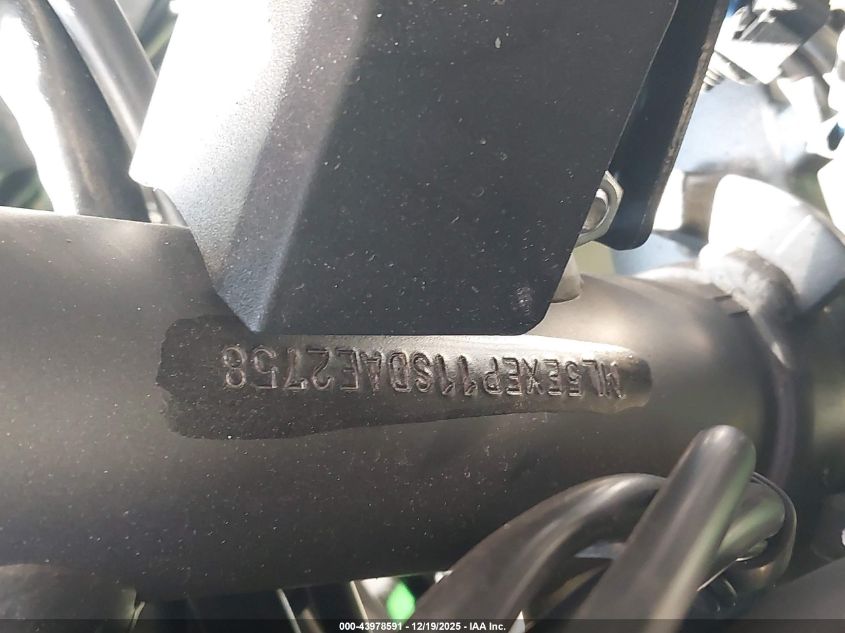 ML5EXEP11SDAE2758
000-43978591 - 12/19/2025 - IAA Inc.